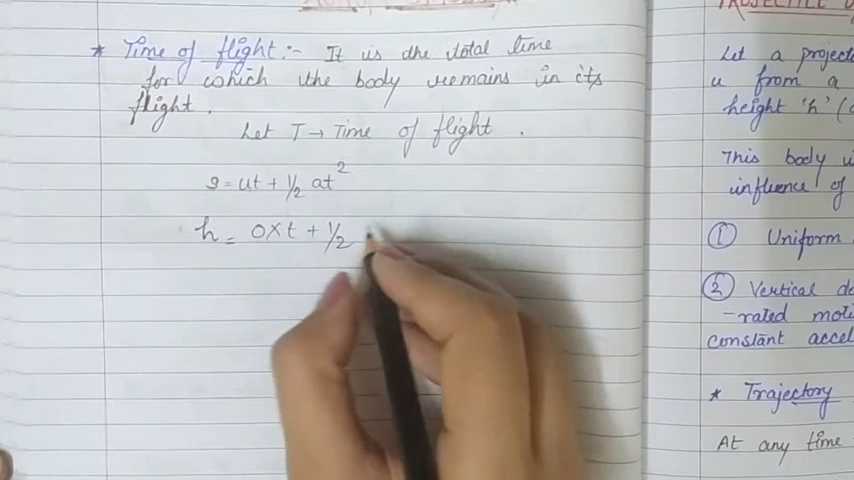 * Time of flight :- It is the total time
for which the body remains in its
flight .
Let T → Time of flight .
s = ut + 1/2 at²
h = 0 × t + 1/2
PROJECTILE
Let a project
u from a
height 'h' (
This body
influence of
① Uniform
② Vertical
-rated moti
constant accel
* Trajectory
At any time